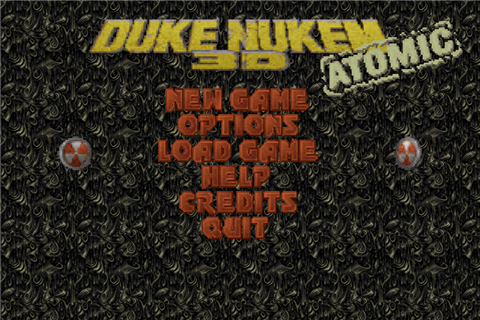 DUKE NUKEM
3D
ATOMIC
NEW GAME
OPTIONS
LOAD GAME
HELP
CREDITS
QUIT